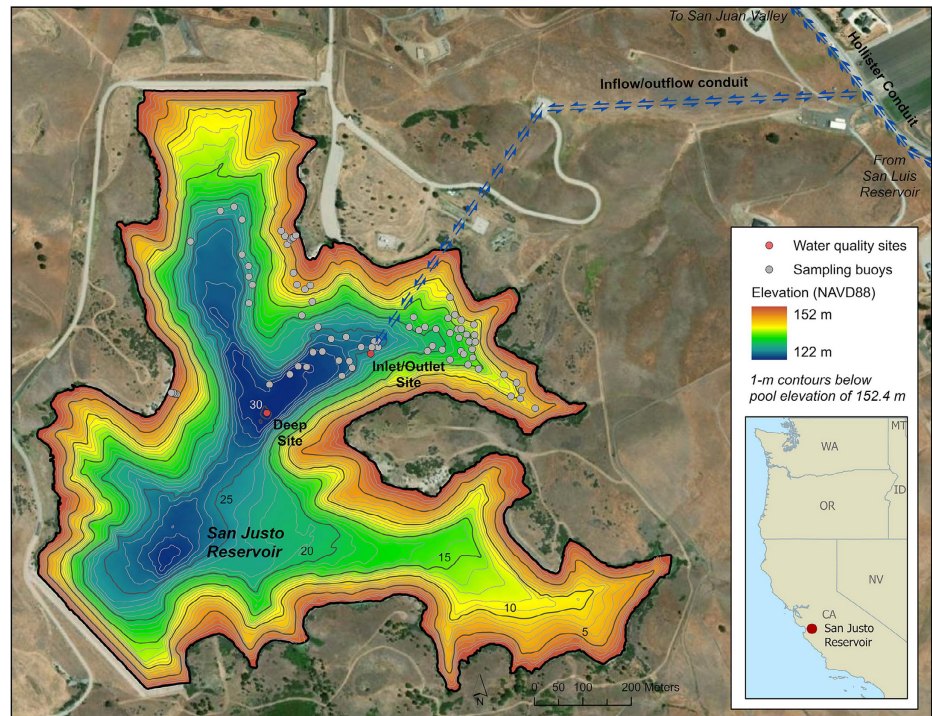 To San Juan Valley
Hollister Conduit
Inflow/outflow conduit
From
San Luis
Reservoir
Water quality sites
Sampling buoys
Elevation (NAVD88)
152 m
122 m
1-m contours below
pool elevation of 152.4 m
Inlet/Outlet
Site
30
Deep
Site
25
San Justo
Reservoir
20
15
10
5
N
0 50 100 200 Meters
WA
MT
OR
ID
NV
CA
San Justo
Reservoir